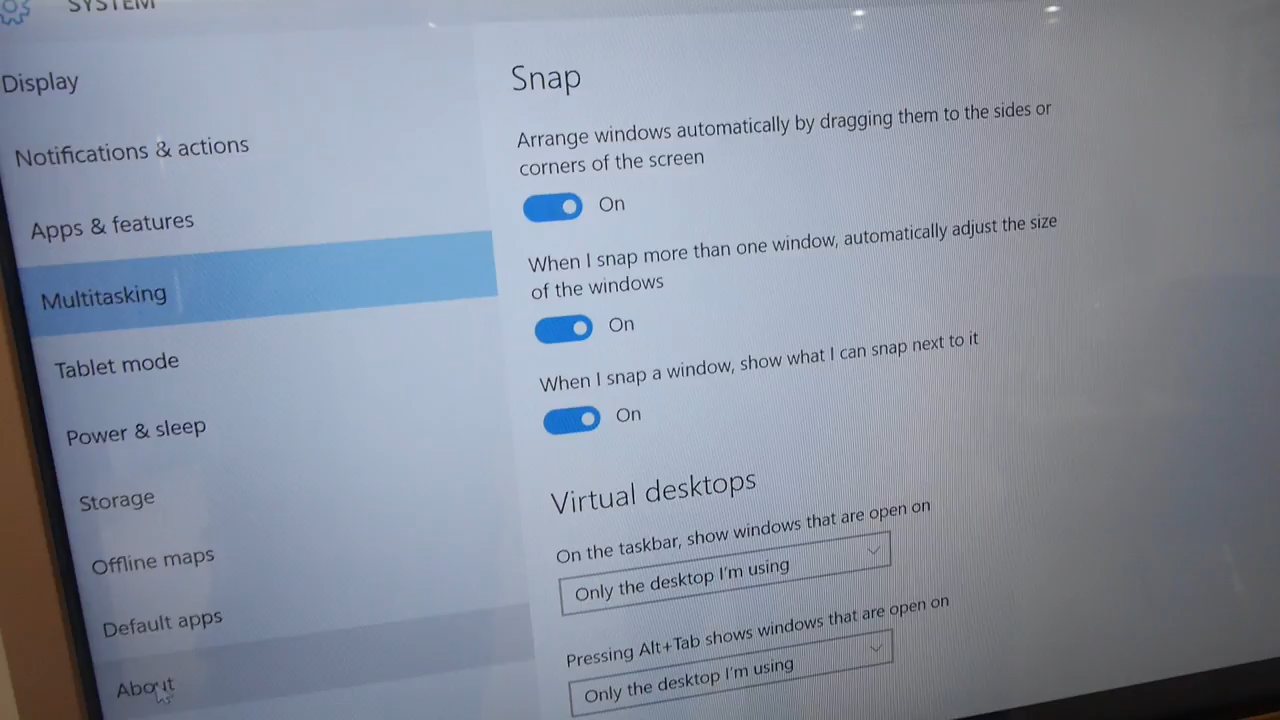 SYSTEM
Display
Notifications & actions
Apps & features
Multitasking
Tablet mode
Power & sleep
Storage
Offline maps
Default apps
About
Snap
Arrange windows automatically by dragging them to the sides or
corners of the screen
On
When I snap more than one window, automatically adjust the size
of the windows
On
When I snap a window, show what I can snap next to it
On
Virtual desktops
On the taskbar, show windows that are open on
Only the desktop I'm using
Pressing Alt+Tab shows windows that are open on
Only the desktop I'm using